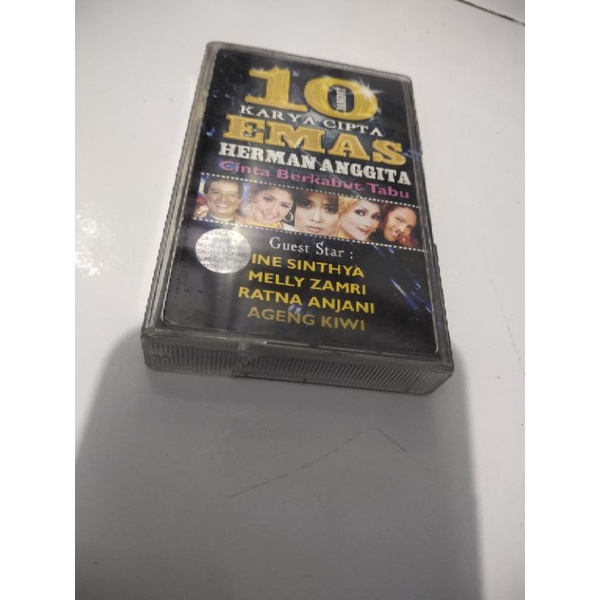 10
DANGDUT
KARYA CIPTA
EMAS
HERMAN ANGGITA
Cinta Berkabut Tabu
Guest Star :
INE SINTHYA
MELLY ZAMRI
RATNA ANJANI
AGENG KIWI